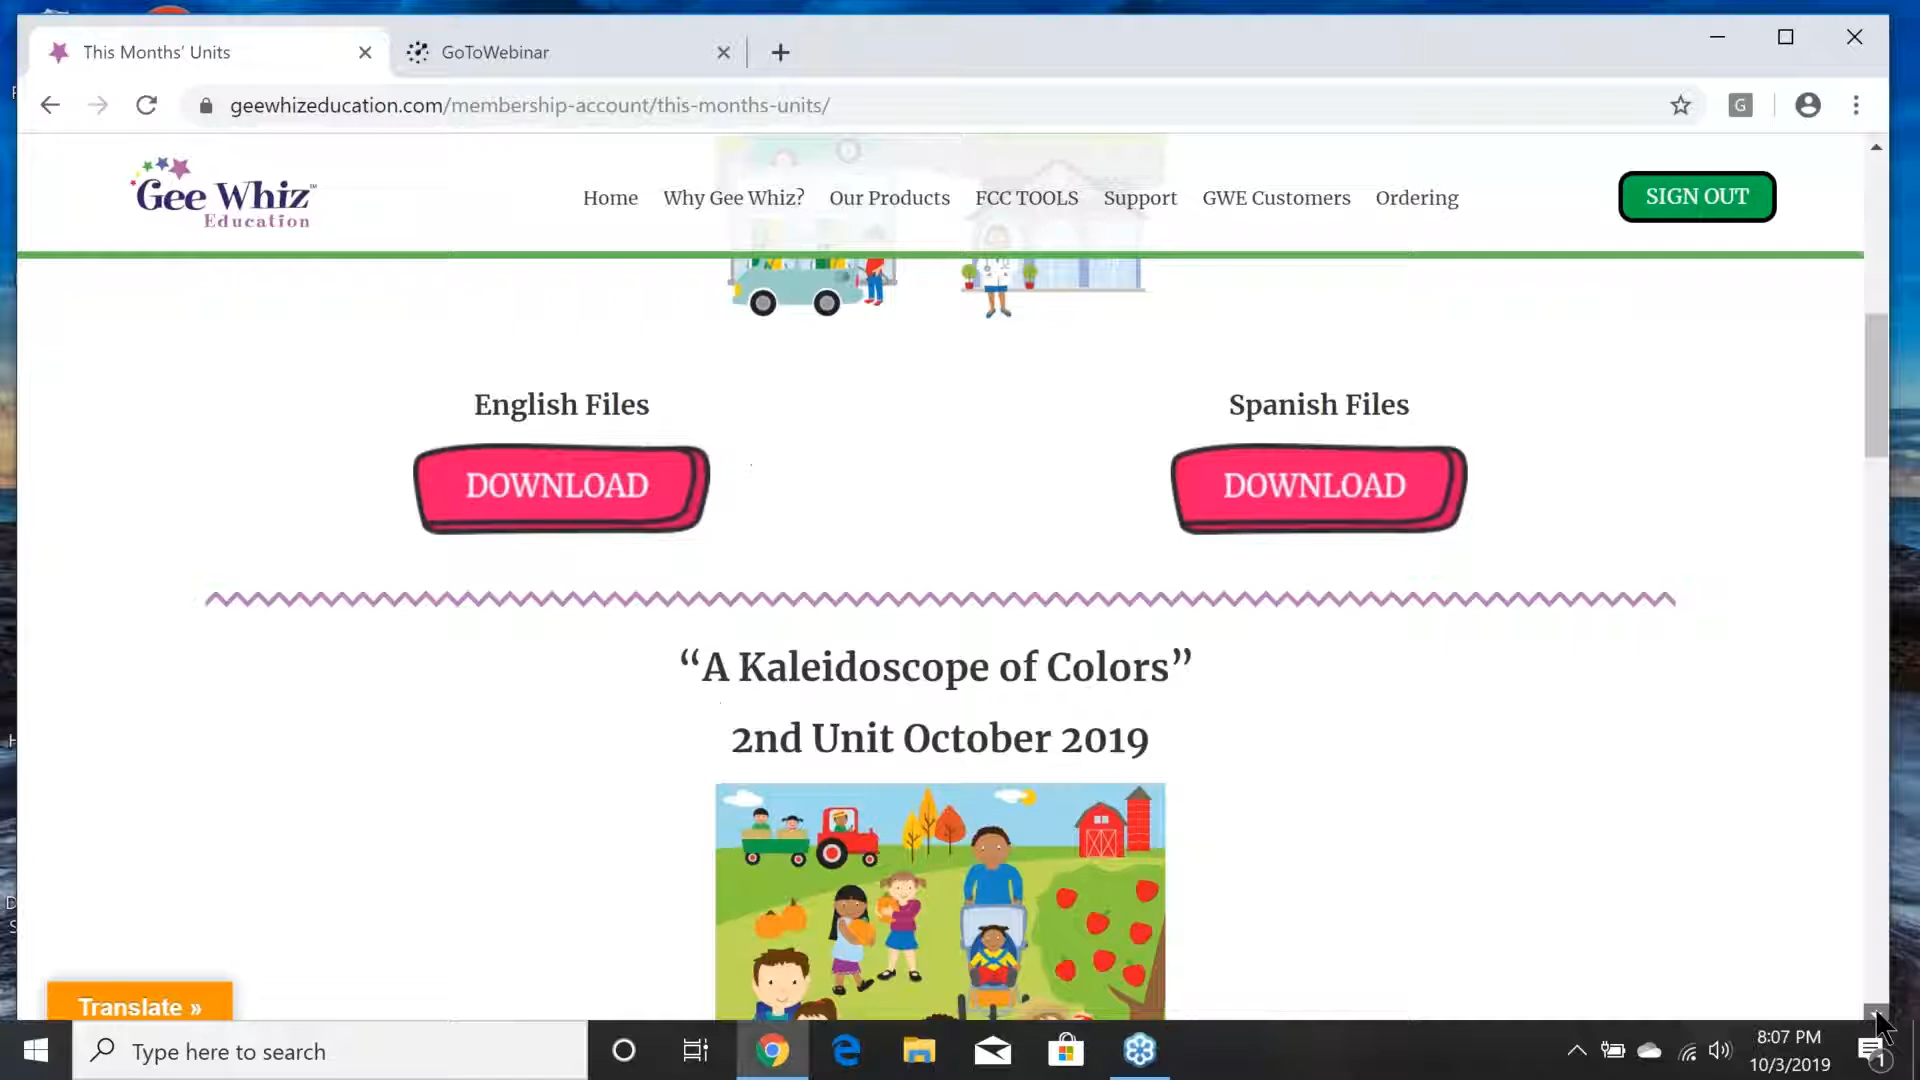 This Months' Units
GoToWebinar
geewhizeducation.com/membership-account/this-months-units/
G
Gee Whiz
Education
Home
Why Gee Whiz?
Our Products
FCC TOOLS
Support
GWE Customers
Ordering
SIGN OUT
English Files
Spanish Files
DOWNLOAD
DOWNLOAD
“A Kaleidoscope of Colors”
2nd Unit October 2019
Translate »
Type here to search
8:07 PM
10/3/2019
1